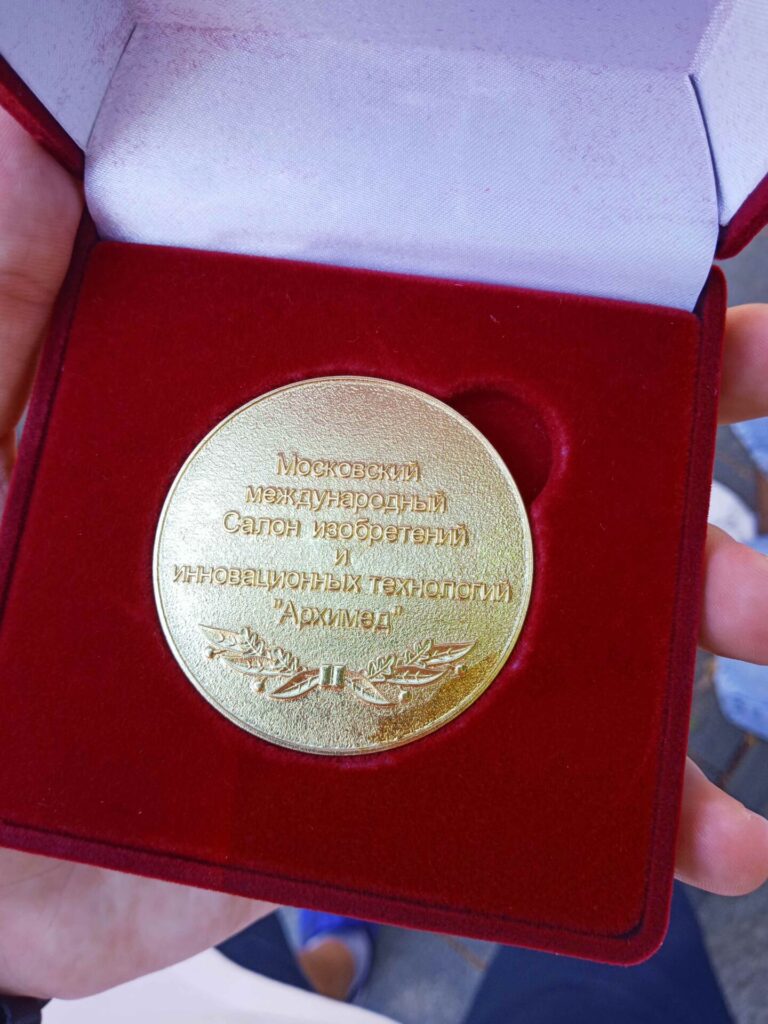 Московский
международный
Салон изобретений
и
инновационных технологий
"Архимед"